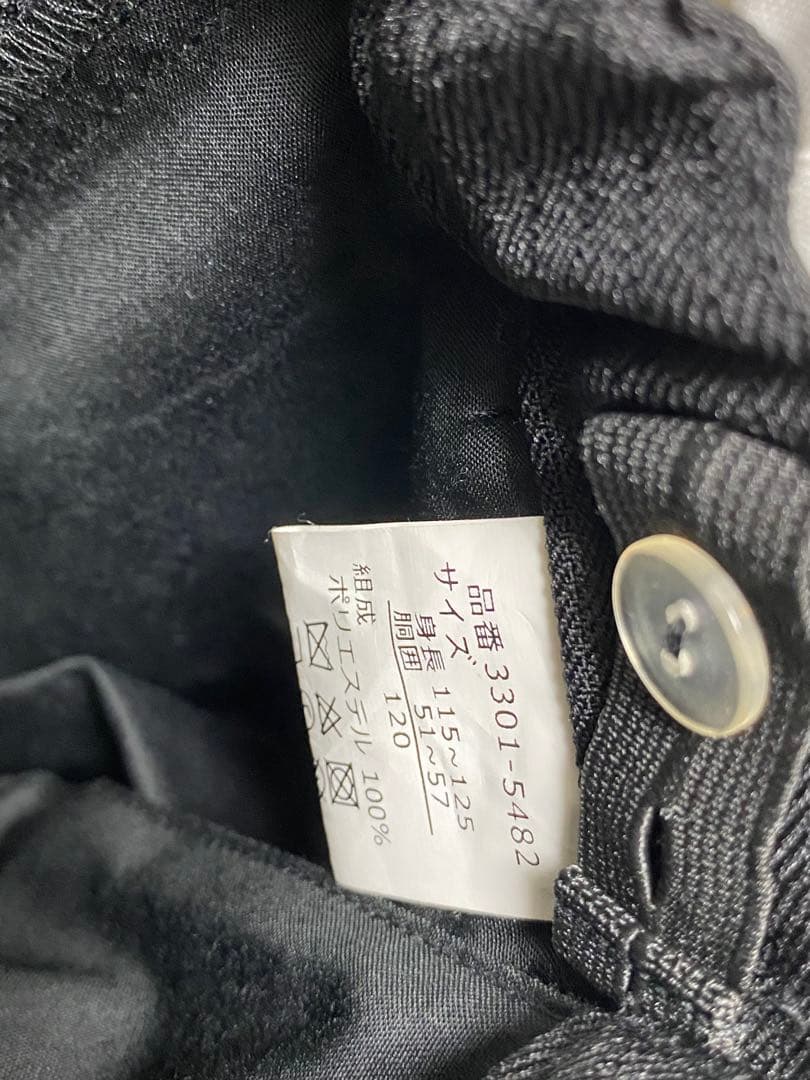 品番 3301-5482
サイズ
身長 115~125
胴囲 51~57
120
組成
ポリエステル 100%